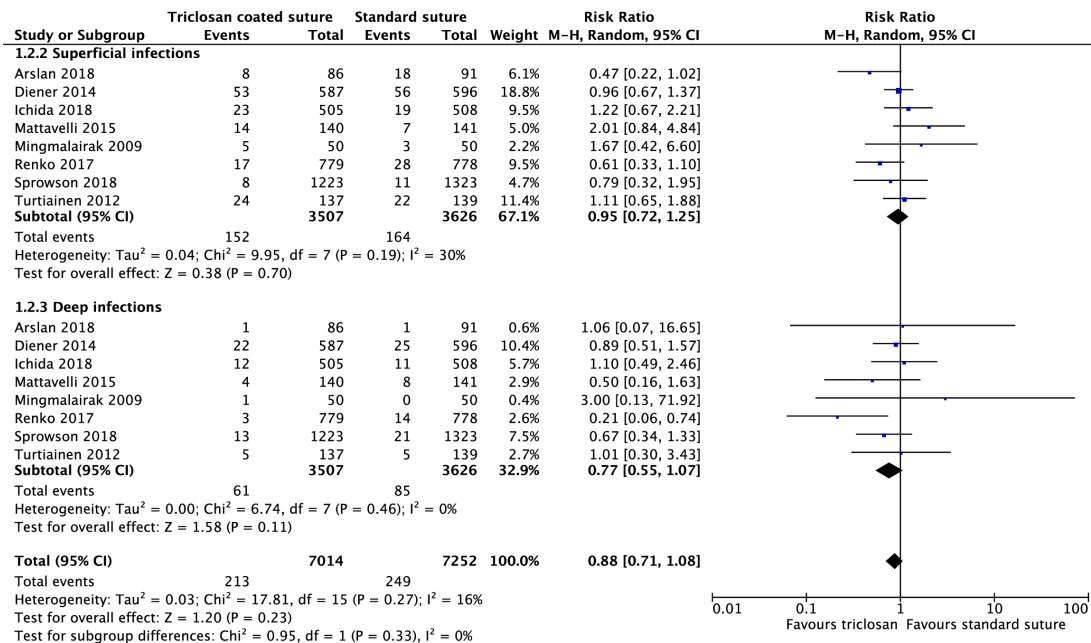 Triclosan coated suture Standard suture Risk Ratio Risk Ratio
Study or Subgroup Events Total Events Total Weight M-H, Random, 95% CI M-H, Random, 95% CI
1.2.2 Superficial infections
Arslan 2018 8 86 18 91 6.1% 0.47 [0.22, 1.02]
Diener 2014 53 587 56 596 18.8% 0.96 [0.67, 1.37]
Ichida 2018 23 505 19 508 9.5% 1.22 [0.67, 2.21]
Mattavelli 2015 14 140 7 141 5.0% 2.01 [0.84, 4.84]
Mingmalairak 2009 5 50 3 50 2.2% 1.67 [0.42, 6.60]
Renko 2017 17 779 28 778 9.5% 0.61 [0.33, 1.10]
Sprowson 2018 8 1223 11 1323 4.7% 0.79 [0.32, 1.95]
Turtiainen 2012 24 137 22 139 11.4% 1.11 [0.65, 1.88]
Subtotal (95% CI) 3507 3626 67.1% 0.95 [0.72, 1.25]
Total events 152 164
Heterogeneity: Tau² = 0.04; Chi² = 9.95, df = 7 (P = 0.19); I² = 30%
Test for overall effect: Z = 0.38 (P = 0.70)
1.2.3 Deep infections
Arslan 2018 1 86 1 91 0.6% 1.06 [0.07, 16.65]
Diener 2014 22 587 25 596 10.4% 0.89 [0.51, 1.57]
Ichida 2018 12 505 11 508 5.7% 1.10 [0.49, 2.46]
Mattavelli 2015 4 140 8 141 2.9% 0.50 [0.16, 1.63]
Mingmalairak 2009 1 50 0 50 0.4% 3.00 [0.13, 71.92]
Renko 2017 3 779 14 778 2.6% 0.21 [0.06, 0.74]
Sprowson 2018 13 1223 21 1323 7.5% 0.67 [0.34, 1.33]
Turtiainen 2012 5 137 5 139 2.7% 1.01 [0.30, 3.43]
Subtotal (95% CI) 3507 3626 32.9% 0.77 [0.55, 1.07]
Total events 61 85
Heterogeneity: Tau² = 0.00; Chi² = 6.74, df = 7 (P = 0.46); I² = 0%
Test for overall effect: Z = 1.58 (P = 0.11)
Total (95% CI) 7014 7252 100.0% 0.88 [0.71, 1.08]
Total events 213 249
Heterogeneity: Tau² = 0.03; Chi² = 17.81, df = 15 (P = 0.27); I² = 16%
Test for overall effect: Z = 1.20 (P = 0.23)
Test for subgroup differences: Chi² = 0.95, df = 1 (P = 0.33), I² = 0%
0.01 0.1 1 10 100
Favours triclosan Favours standard suture